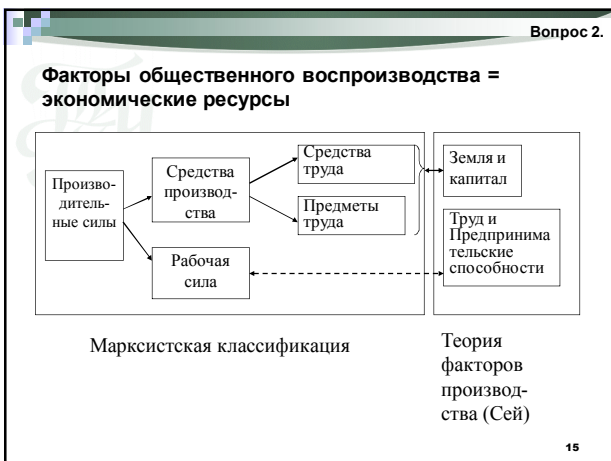 Вопрос 2.
Факторы общественного воспроизводства =
экономические ресурсы
Произво-
дитель-
ные силы
Средства
производ-
ства
Рабочая
сила
Средства
труда
Предметы
труда
Земля и
капитал
Труд и
Предпринима
тельские
способности
Марксистская классификация
Теория
факторов
производ-
ства (Сей)
15